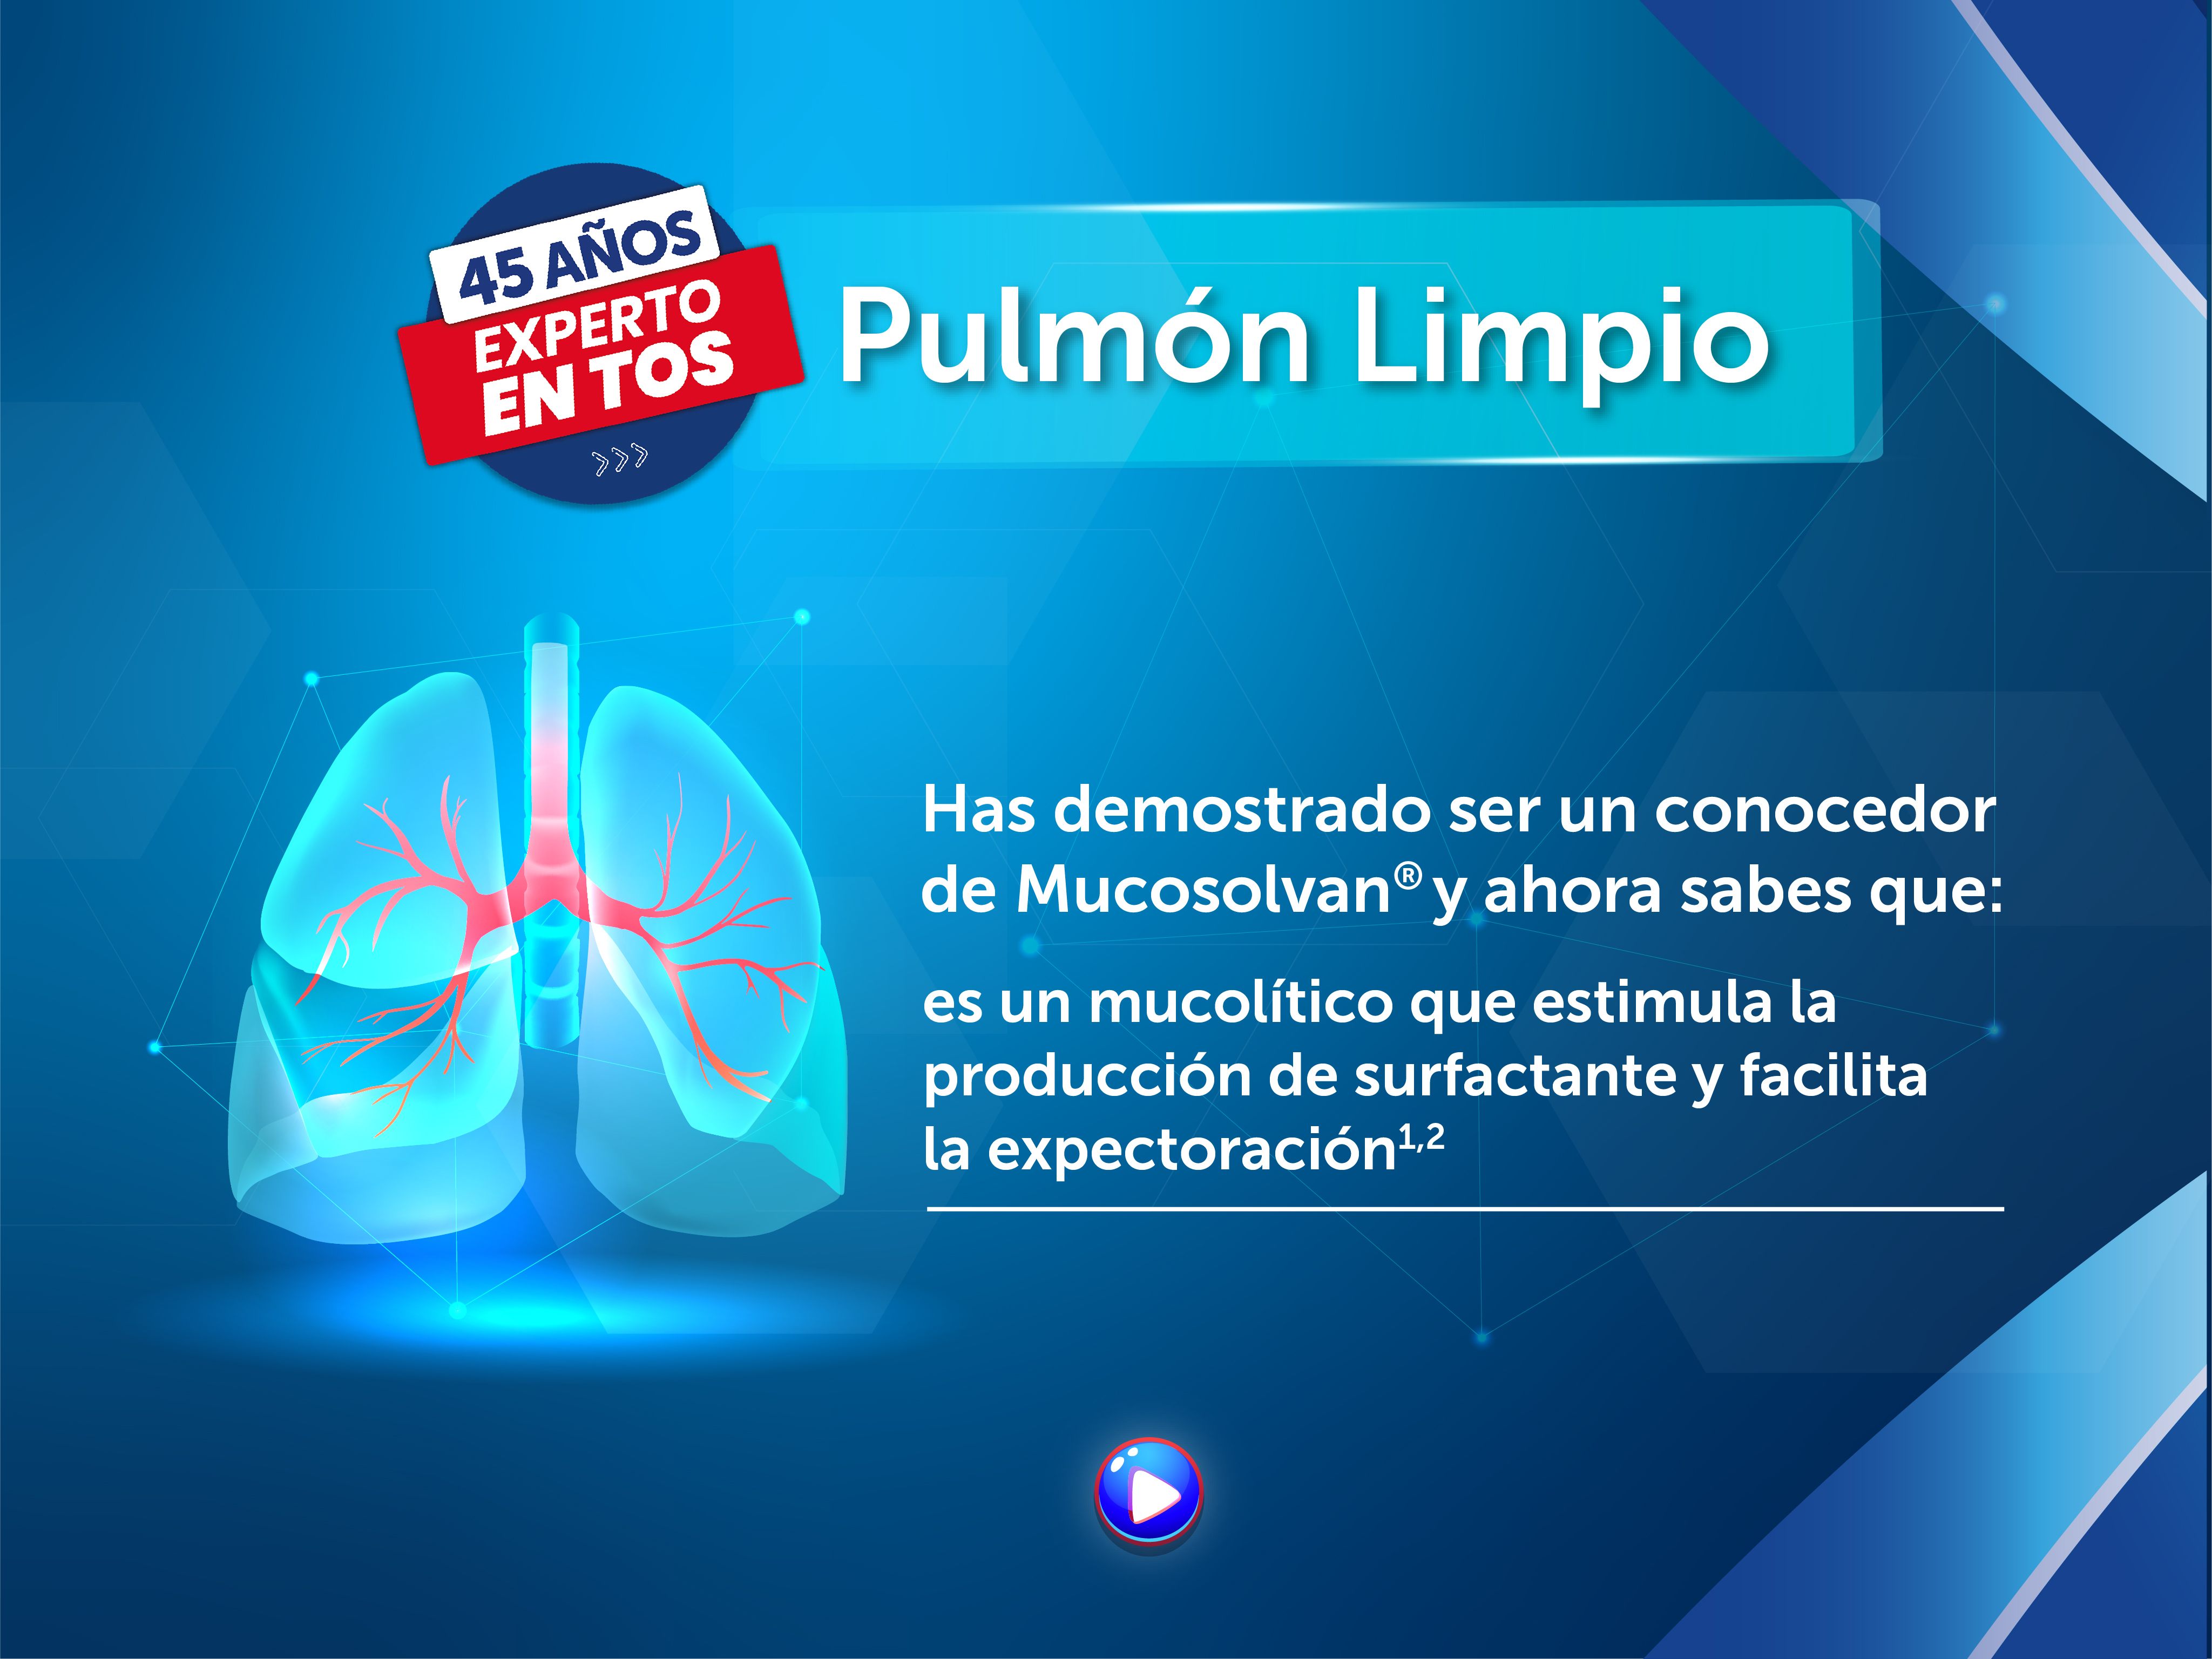 45 AÑOS
EXPERTO
EN TOS
Pulmón Limpio
Has demostrado ser un conocedor
de Mucosolvan® y ahora sabes que:
es un mucolítico que estimula la
producción de surfactante y facilita
la expectoración1,2